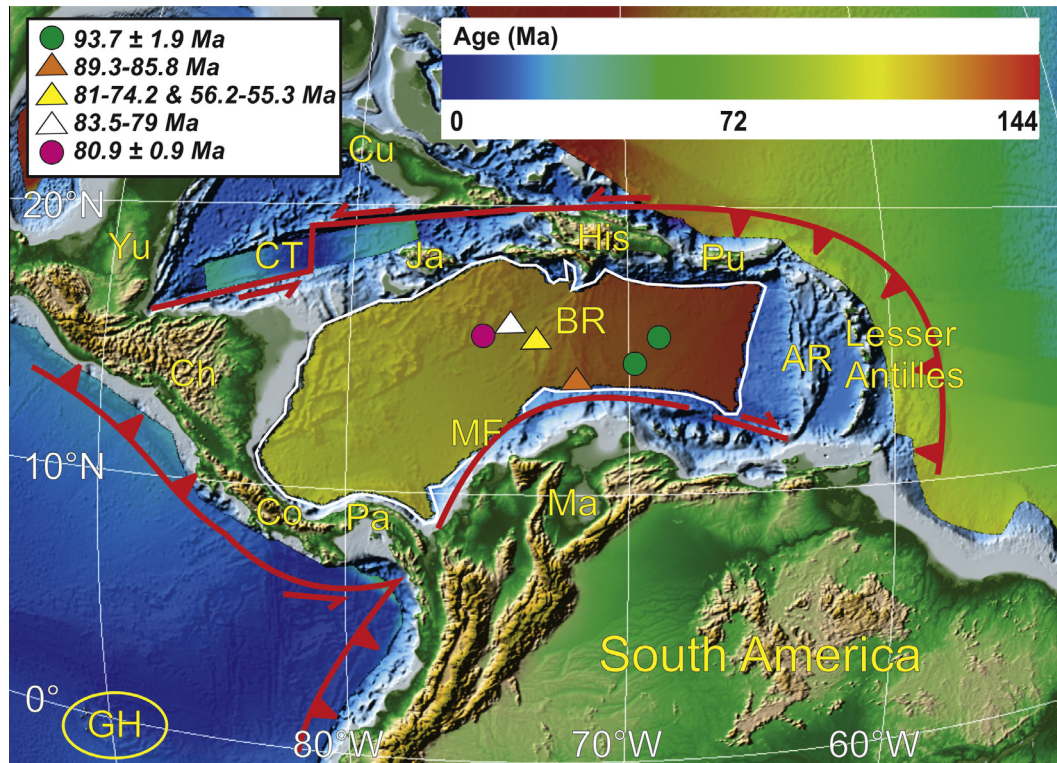 93.7 ± 1.9 Ma
89.3-85.8 Ma
81-74.2 & 56.2-55.3 Ma
83.5-79 Ma
80.9 ± 0.9 Ma
Age (Ma)
0 72 144
Cu
20°N
Yu
CT
Ja
His
Pu
BR
Lesser
Antilles
AR
Ch
MF
10°N
Co
Pa
Ma
South America
0°
GH
80°W
70°W
60°W